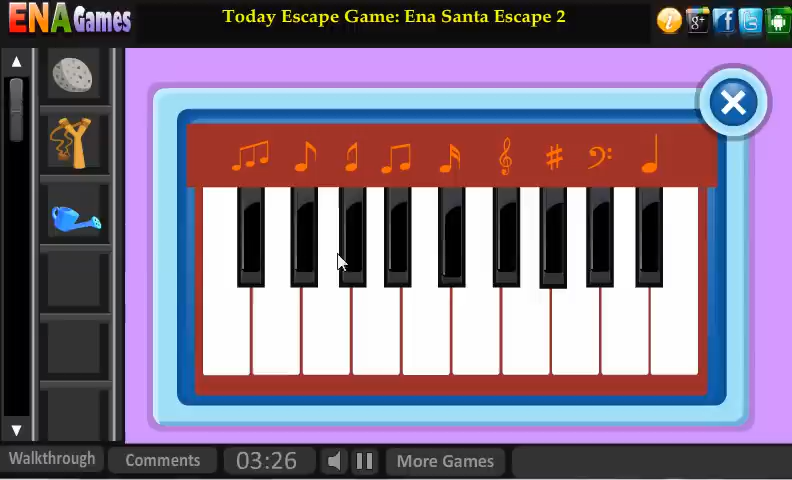 ENA Games
Today Escape Game: Ena Santa Escape 2
Walkthrough
Comments
03:26
More Games